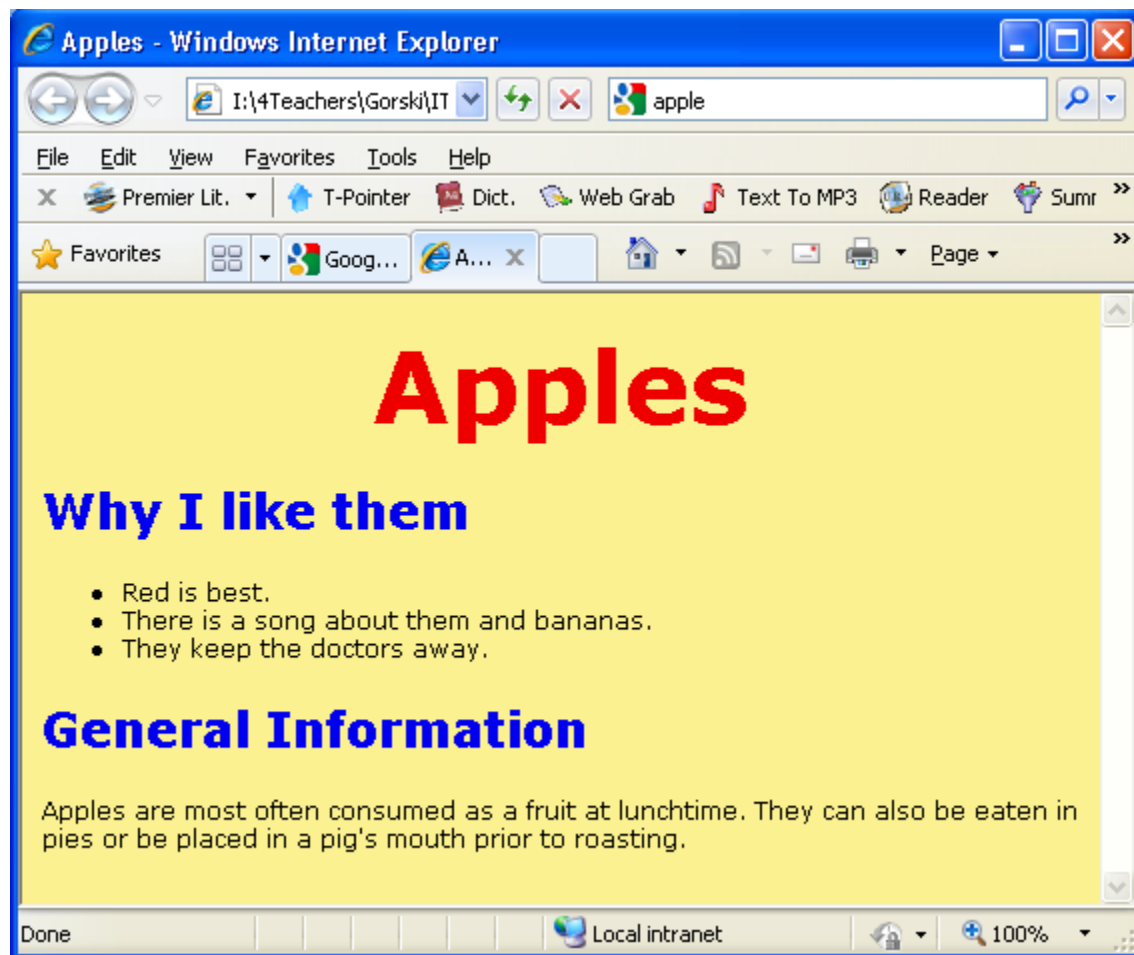 Apples - Windows Internet Explorer
I:\4Teachers\Gorski\IT apple
File Edit View Favorites Tools Help
x Premier Lit. T-Pointer Dict. Web Grab Text To MP3 Reader Sumr »
Favorites Goog... A... x Page »
Apples
Why I like them
• Red is best.
• There is a song about them and bananas.
• They keep the doctors away.
General Information
Apples are most often consumed as a fruit at lunchtime. They can also be eaten in
pies or be placed in a pig's mouth prior to roasting.
Done Local intranet 100%